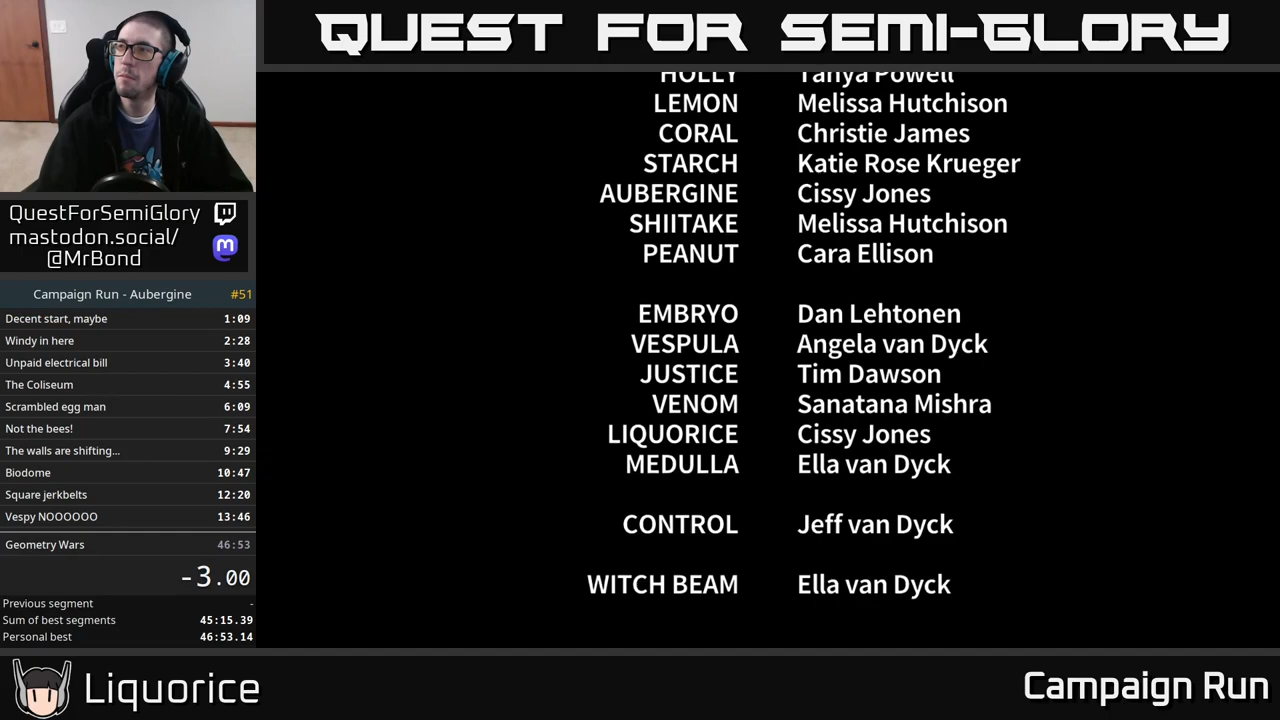 QUEST FOR SEMI-GLORY
HOLLY Tanya Powell
LEMON Melissa Hutchison
CORAL Christie James
STARCH Katie Rose Krueger
AUBERGINE Cissy Jones
SHIITAKE Melissa Hutchison
PEANUT Cara Ellison
EMBRYO Dan Lehtonen
VESPULA Angela van Dyck
JUSTICE Tim Dawson
VENOM Sanatana Mishra
LIQUORICE Cissy Jones
MEDULLA Ella van Dyck
CONTROL Jeff van Dyck
WITCH BEAM Ella van Dyck
QuestForSemiGlory
mastodon.social/
@MrBond
Campaign Run - Aubergine #51
Decent start, maybe 1:09
Windy in here 2:28
Unpaid electrical bill 3:40
The Coliseum 4:55
Scrambled egg man 6:09
Not the bees! 7:54
The walls are shifting... 9:29
Biodome 10:47
Square jerkbelts 12:20
Vespy NOOOOOO 13:46
Geometry Wars 46:53
-3.00
Previous segment -
Sum of best segments 45:15.39
Personal best 46:53.14
Liquorice
Campaign Run